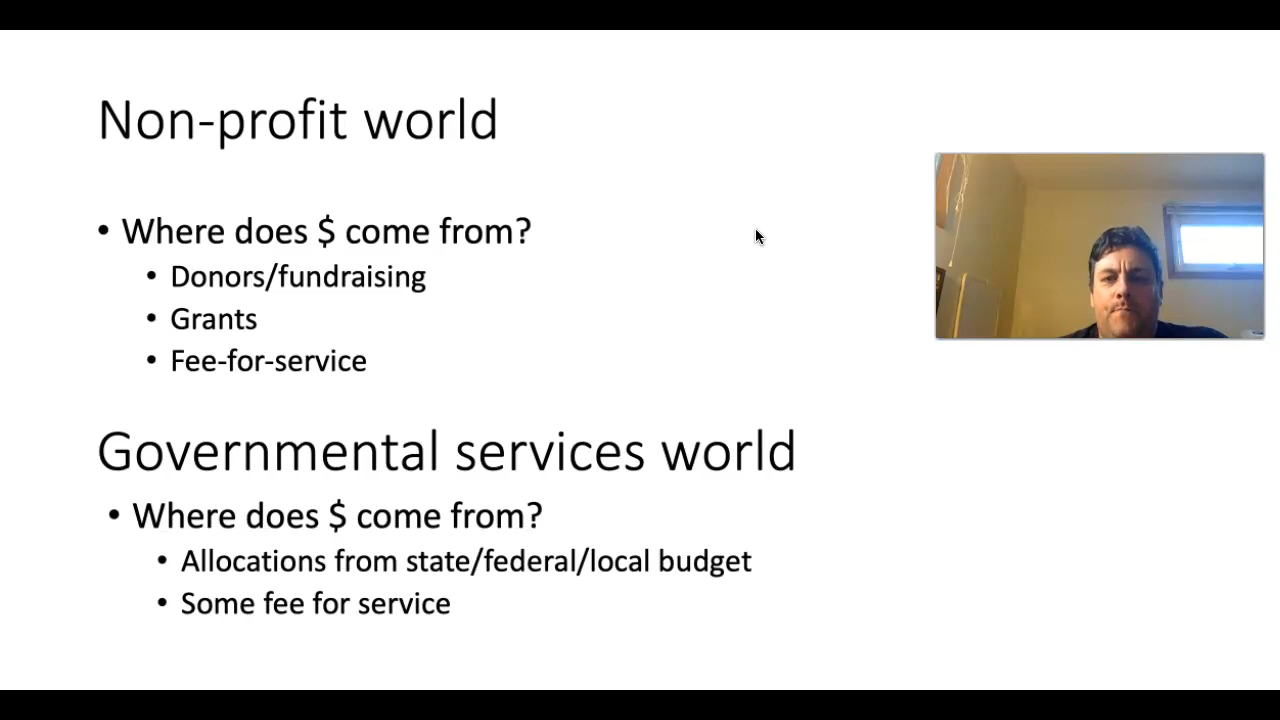 Non-profit world
• Where does $ come from?
• Donors/fundraising
• Grants
• Fee-for-service
Governmental services world
• Where does $ come from?
• Allocations from state/federal/local budget
• Some fee for service